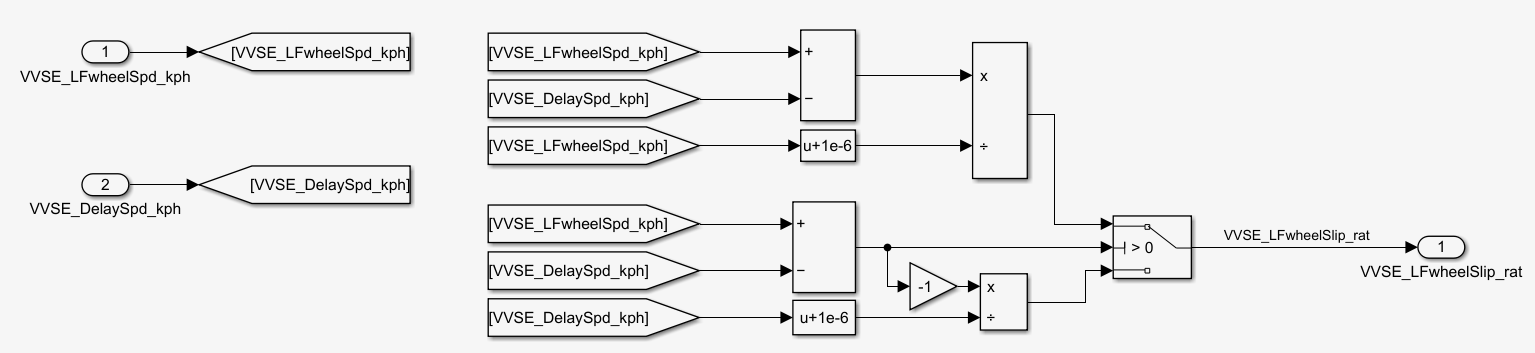 1
VVSE_LFwheelSpd_kph
[VVSE_LFwheelSpd_kph]
2
VVSE_DelaySpd_kph
[VVSE_DelaySpd_kph]
[VVSE_LFwheelSpd_kph]
[VVSE_DelaySpd_kph]
[VVSE_LFwheelSpd_kph]
+
−
u+1e-6
x
÷
[VVSE_LFwheelSpd_kph]
[VVSE_DelaySpd_kph]
[VVSE_DelaySpd_kph]
+
−
u+1e-6
-1
x
÷
> 0
VVSE_LFwheelSlip_rat
1
VVSE_LFwheelSlip_rat